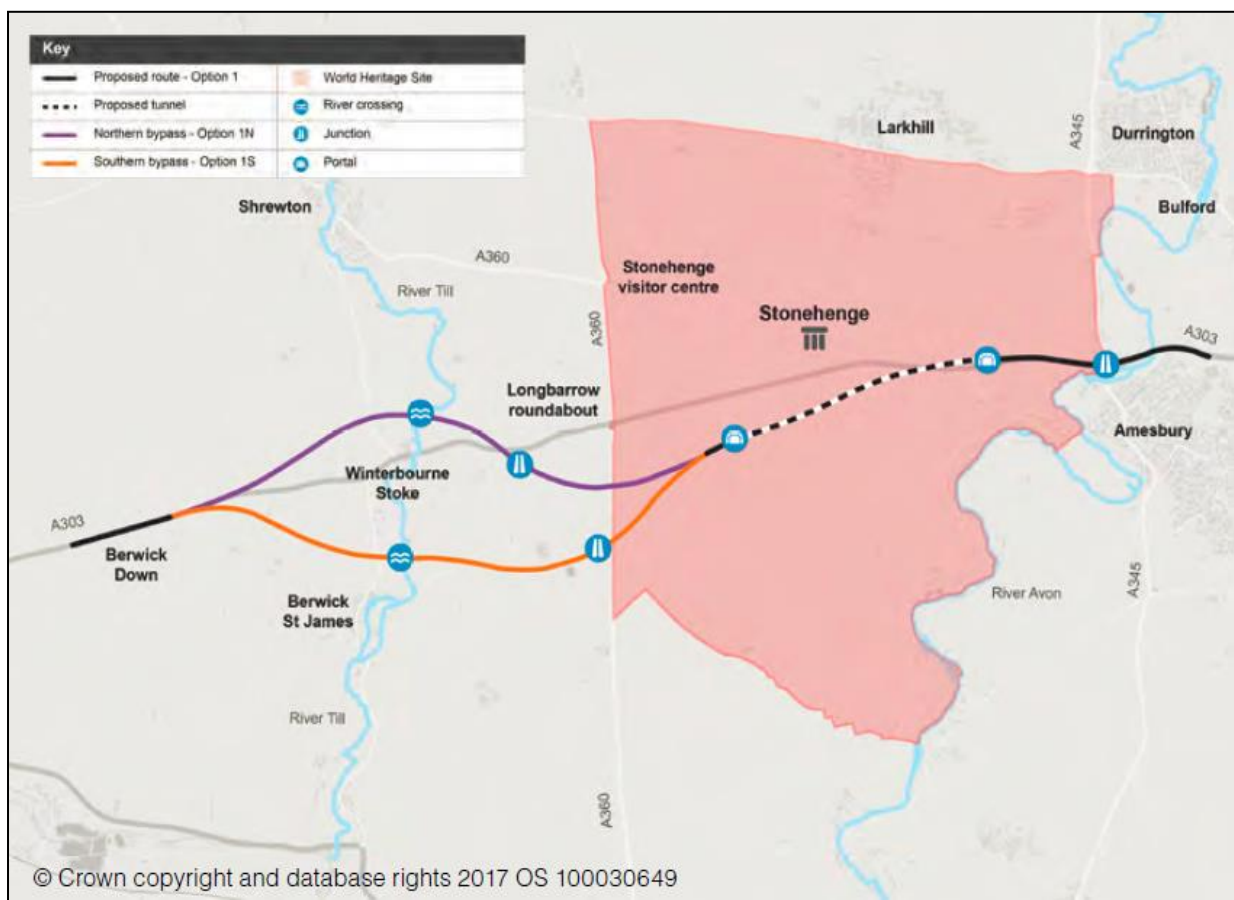 Key
Proposed route - Option 1
World Heritage Site
Proposed tunnel
River crossing
Northern bypass - Option 1N
Junction
Southern bypass - Option 1S
Portal
Larkhill
A345
Durrington
Shrewton
Bulford
A360
Stonehenge
visitor centre
River Till
Stonehenge
A360
A303
Longbarrow
roundabout
Amesbury
Winterbourne
Stoke
A303
Berwick
Down
A345
River Avon
Berwick
St James
River Till
A360
© Crown copyright and database rights 2017 OS 100030649